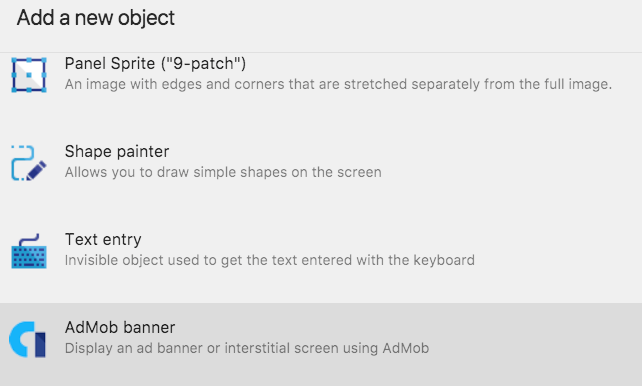 Add a new object
Panel Sprite ("9-patch")
An image with edges and corners that are stretched separately from the full image.
Shape painter
Allows you to draw simple shapes on the screen
Text entry
Invisible object used to get the text entered with the keyboard
AdMob banner
Display an ad banner or interstitial screen using AdMob